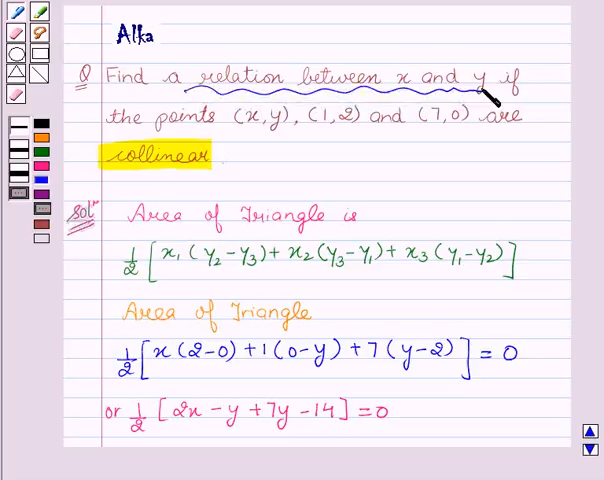 Alka
Q Find a relation between x and y if
the points (x,y), (1,2) and (7,0) are
collinear.
Solⁿ Area of Triangle is
1/2 [x₁(y₂-y₃)+x₂(y₃-y₁)+x₃(y₁-y₂)]
Area of Triangle
1/2 [x(2-0)+1(0-y)+7(y-2)]=0
or 1/2 [2x-y+7y-14]=0